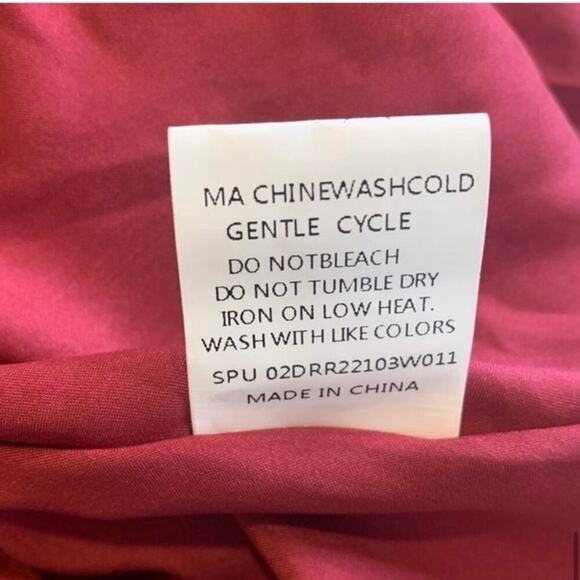 MA CHINEWASHCOLD
GENTLE CYCLE
DO NOTBLEACH
DO NOT TUMBLE DRY
IRON ON LOW HEAT.
WASH WITH LIKE COLORS
SPU 02DRR22103W011
MADE IN CHINA